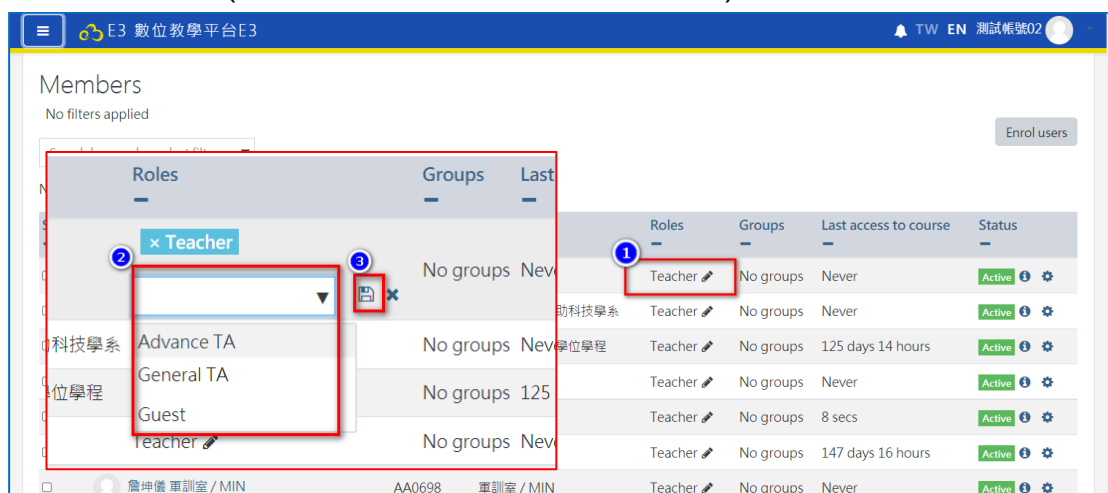 E3 數位教學平台E3 TW EN 測試帳號02
Members
No filters applied
Enrol users
Roles Groups Last
× Teacher
2
3
No groups Nev
Advance TA
General TA
Guest
科技學系 No groups Nev
位學程 No groups 125
Teacher No groups Nev
Roles Groups Last access to course Status
1
Teacher No groups Never Active
助科技學系 Teacher No groups Never Active
學位學程 Teacher No groups 125 days 14 hours Active
Teacher No groups Never Active
Teacher No groups 8 secs Active
Teacher No groups 147 days 16 hours Active
詹坤儀 軍訓室 / MIN AA0698 軍訓室 / MIN Teacher No groups Never Active